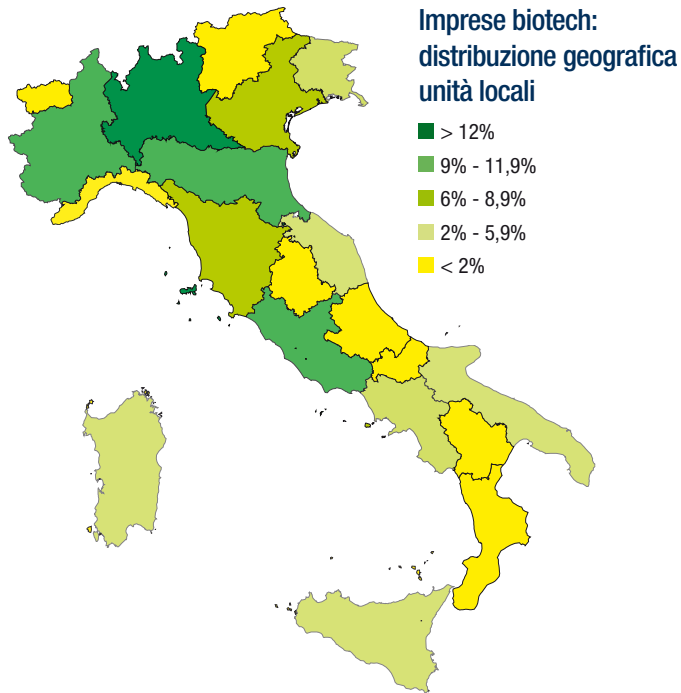 Imprese biotech:
distribuzione geografica
unità locali
> 12%
9% - 11,9%
6% - 8,9%
2% - 5,9%
< 2%